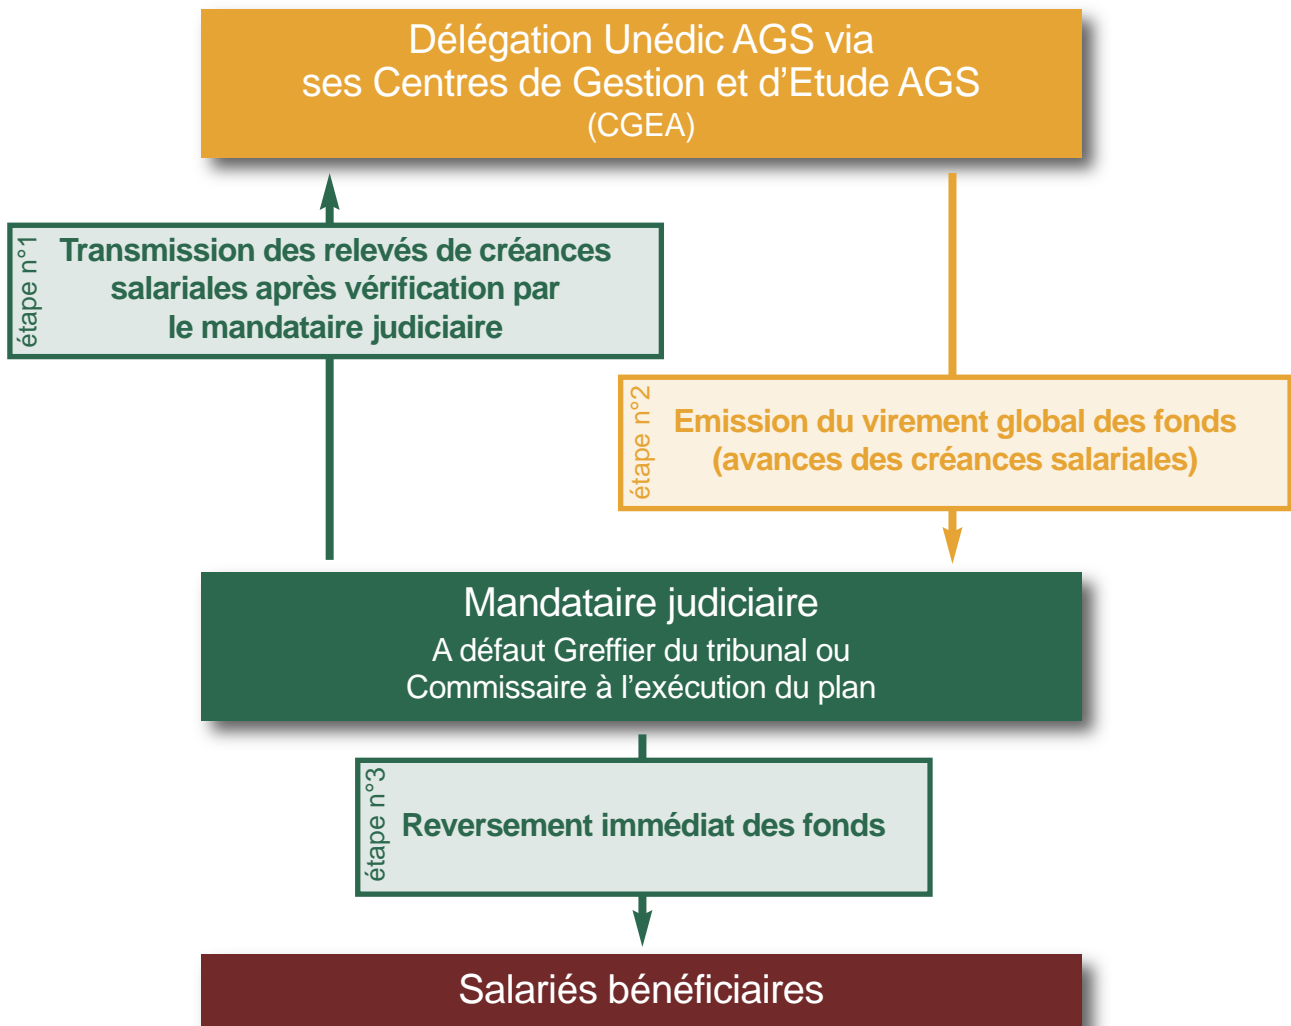 Délégation Unédic AGS via
ses Centres de Gestion et d'Etude AGS
(CGEA)
étape n°1
Transmission des relevés de créances
salariales après vérification par
le mandataire judiciaire
étape n°2
Emission du virement global des fonds
(avances des créances salariales)
Mandataire judiciaire
A défaut Greffier du tribunal ou
Commissaire à l’exécution du plan
étape n°3
Reversement immédiat des fonds
Salariés bénéficiaires